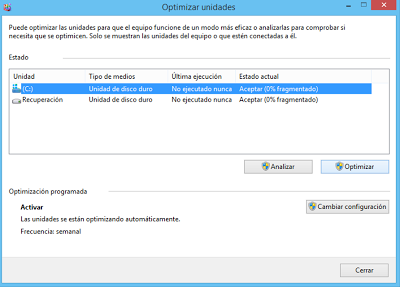 Optimizar unidades
Puede optimizar las unidades para que el equipo funcione de un modo más eficaz o analizarlas para comprobar si
necesita que se optimicen. Solo se muestran las unidades del equipo o que estén conectadas a él.
Estado
Unidad Tipo de medios Última ejecución Estado actual
(C:) Unidad de disco duro No ejecutado nunca Aceptar (0% fragmentado)
Recuperación Unidad de disco duro No ejecutado nunca Aceptar (0% fragmentado)
Analizar Optimizar
Optimización programada
Activar Cambiar configuración
Las unidades se están optimizando automáticamente.
Frecuencia: semanal
Cerrar